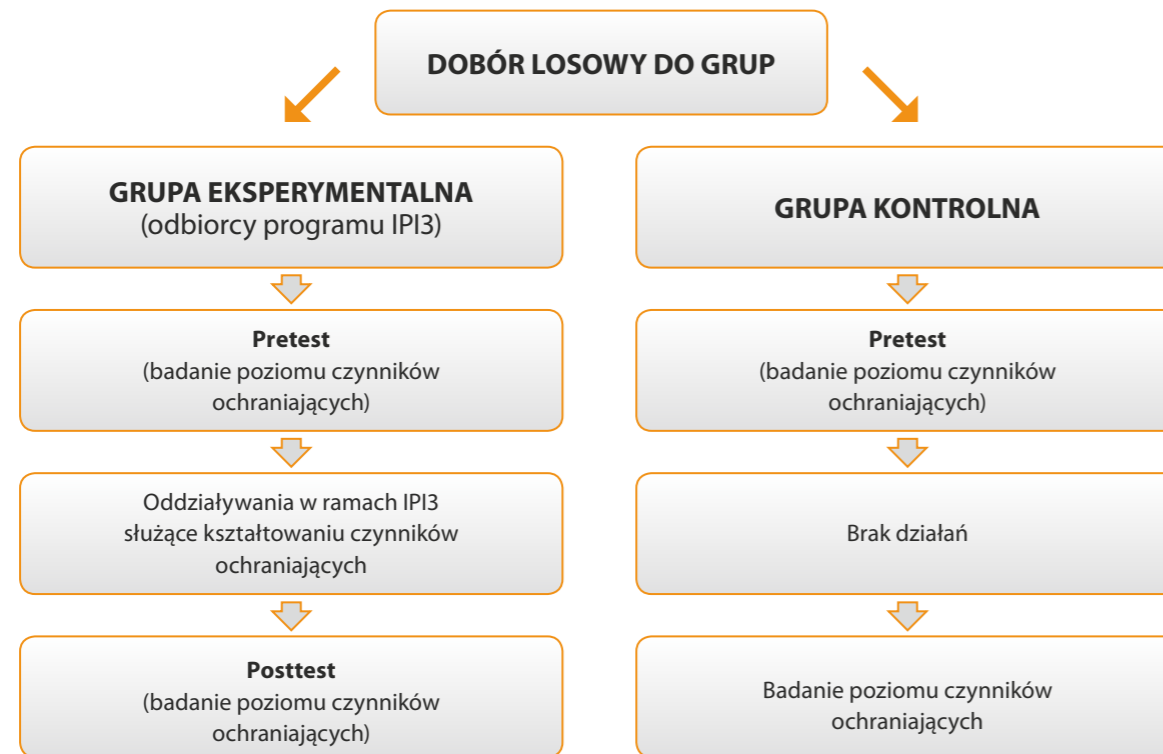 DOBÓR LOSOWY DO GRUP
GRUPA EKSPERYMENTALNA
(odbiorcy programu IPI3)
GRUPA KONTROLNA
Pretest
(badanie poziomu czynników
ochraniających)
Pretest
(badanie poziomu czynników
ochraniających)
Oddziaływania w ramach IPI3
służące kształtowaniu czynników
ochraniających
Brak działań
Posttest
(badanie poziomu czynników
ochraniających)
Badanie poziomu czynników
ochraniających